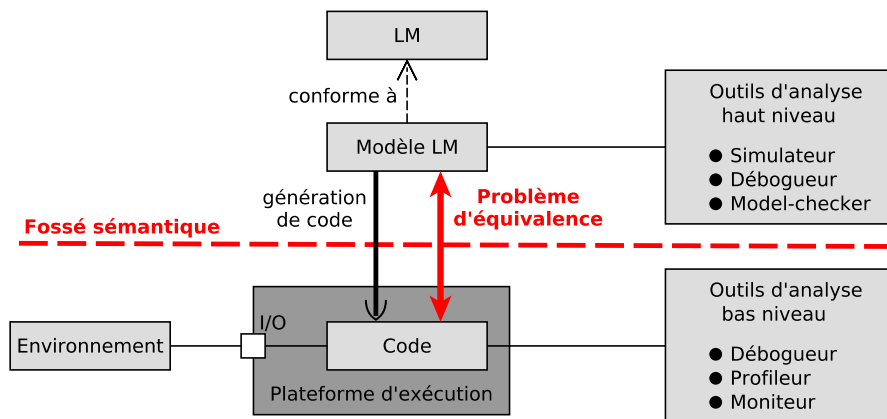 LM
conforme à
Modèle LM
Outils d'analyse
haut niveau
● Simulateur
● Débogueur
● Model-checker
génération
de code
Problème
d'équivalence
Fossé sémantique
Environnement
I/O
Code
Plateforme d'exécution
Outils d'analyse
bas niveau
● Débogueur
● Profileur
● Moniteur